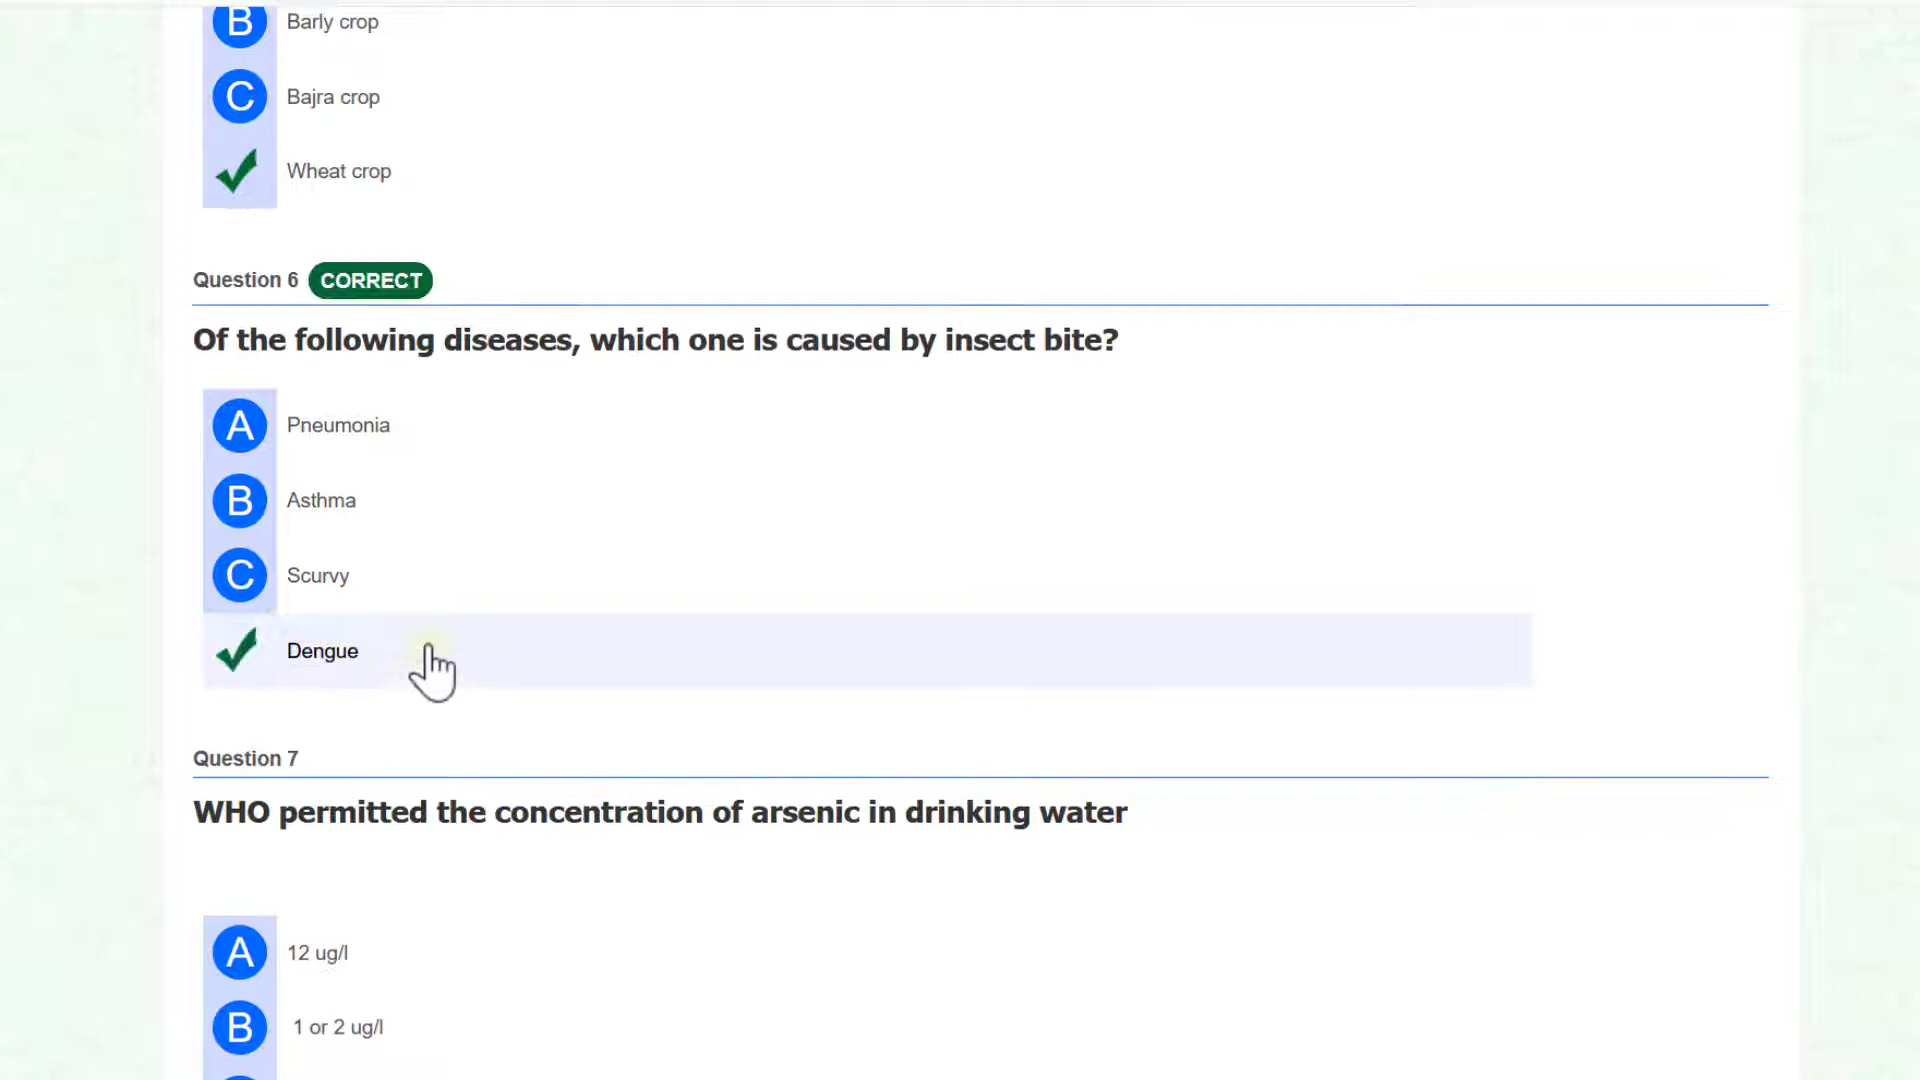 B Barly crop
C Bajra crop
Wheat crop
Question 6 CORRECT
Of the following diseases, which one is caused by insect bite?
A Pneumonia
B Asthma
C Scurvy
Dengue
Question 7
WHO permitted the concentration of arsenic in drinking water
A 12 ug/l
B 1 or 2 ug/l